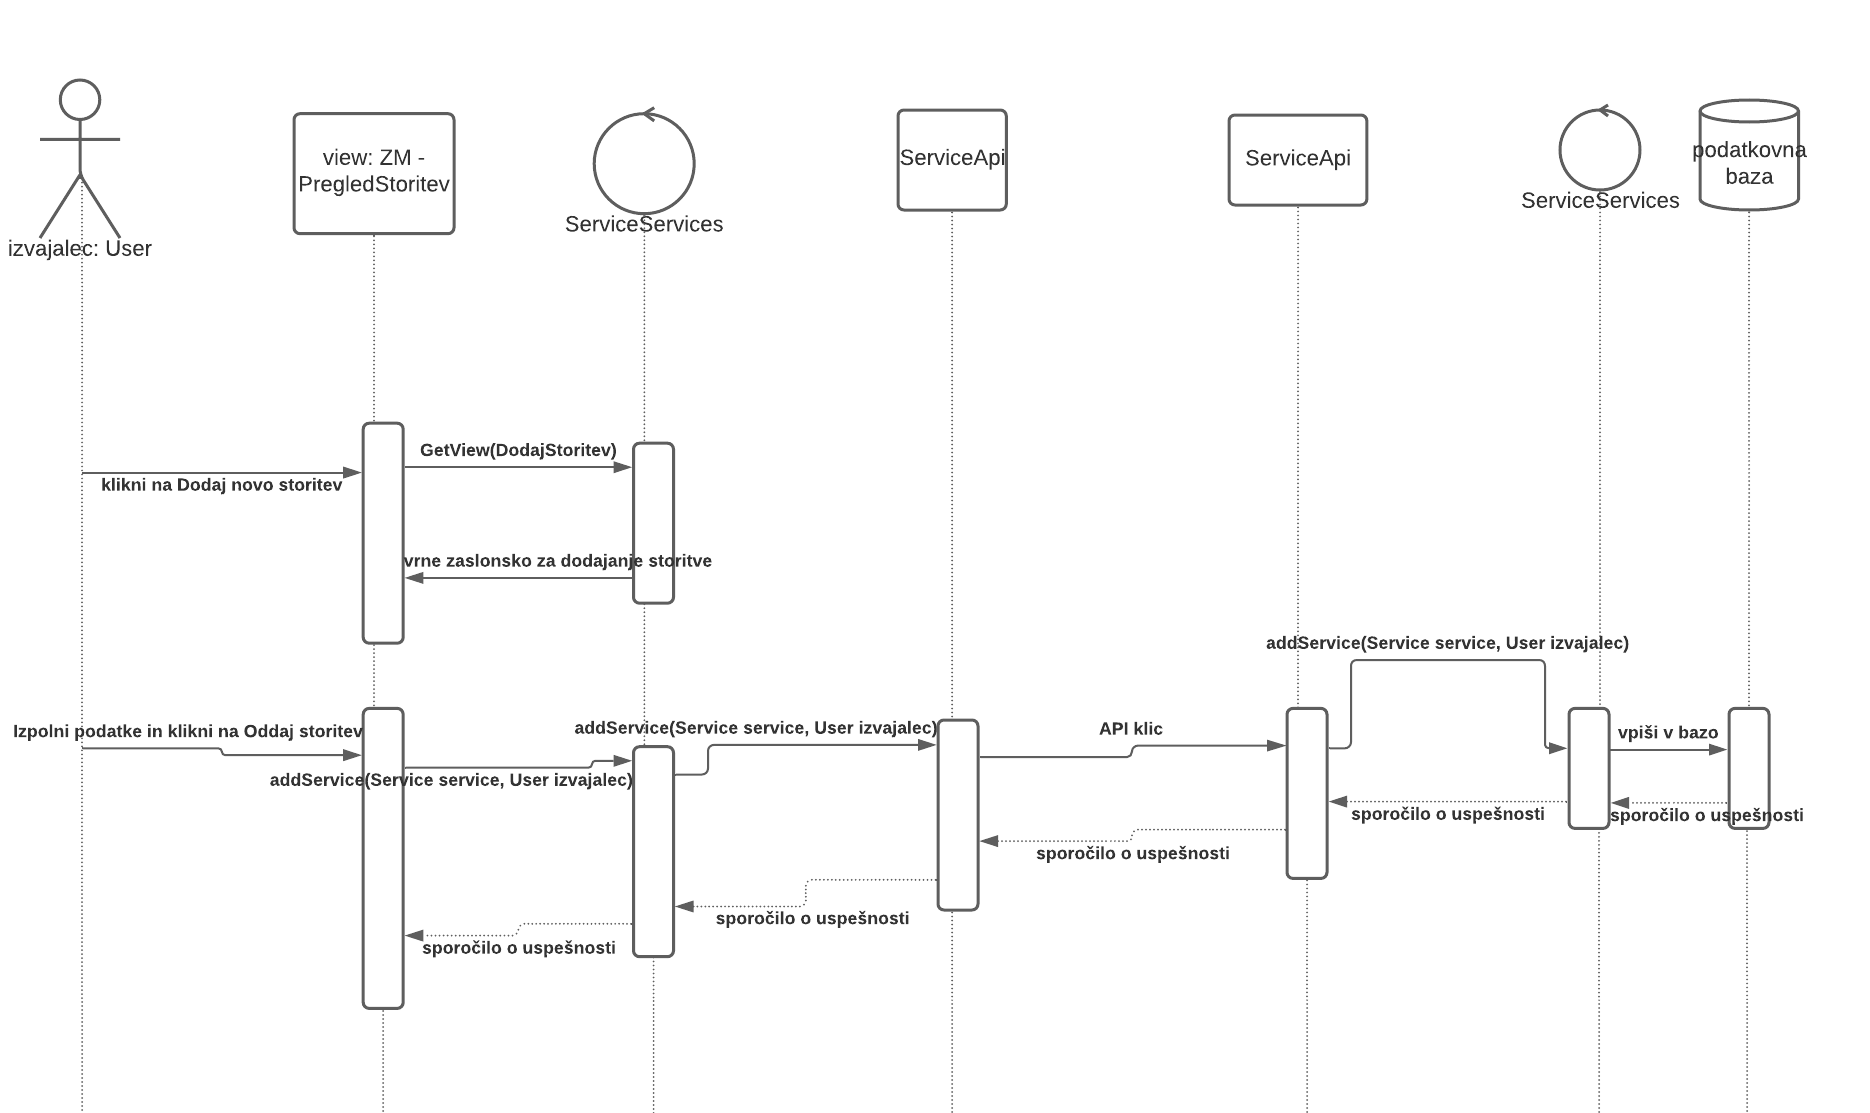 izvajalec: User
view: ZM -
PregledStoritev
ServiceServices
ServiceApi
ServiceApi
ServiceServices
podatkovna
baza
GetView(DodajStoritev)
klikni na Dodaj novo storitev
vrne zaslonsko za dodajanje storitve
addService(Service service, User izvajalec)
Izpolni podatke in klikni na Oddaj storitev
addService(Service service, User izvajalec)
API klic
vpiši v bazo
addService(Service service, User izvajalec)
sporočilo o uspešnosti
sporočilo o uspešnosti
sporočilo o uspešnosti
sporočilo o uspešnosti
sporočilo o uspešnosti